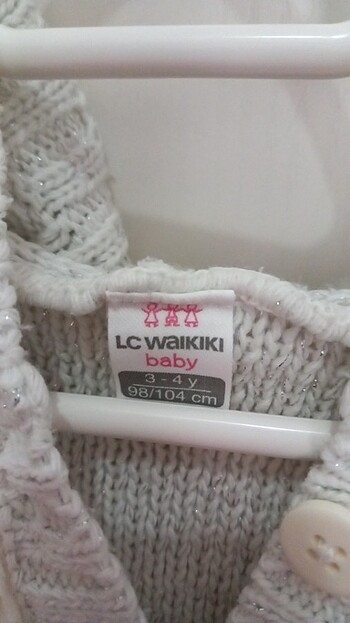 LC WAIKIKI
baby
3 - 4 y
98/104 cm